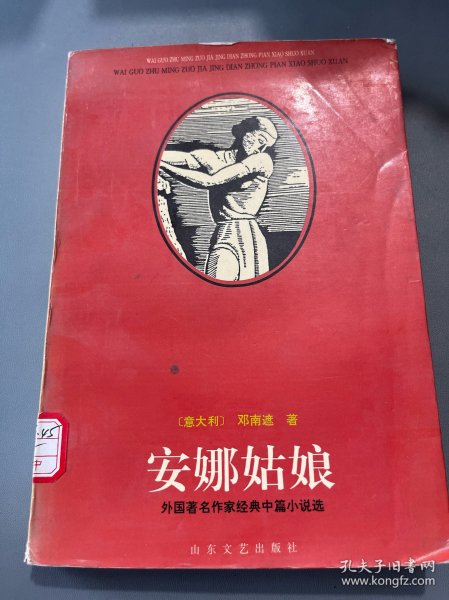 WAI GUO ZHU MING ZUO JIA JING DIAN ZHONG PIAN XIAO SHUO XUAN
WAI GUO ZHU MING ZUO JIA JING DIAN ZHONG PIAN XIAO SHUO XUAN
〔意大利〕 邓南遮 著
安娜姑娘
外国著名作家经典中篇小说选
山东文艺出版社
孔夫子旧书网
www.kongfz.com